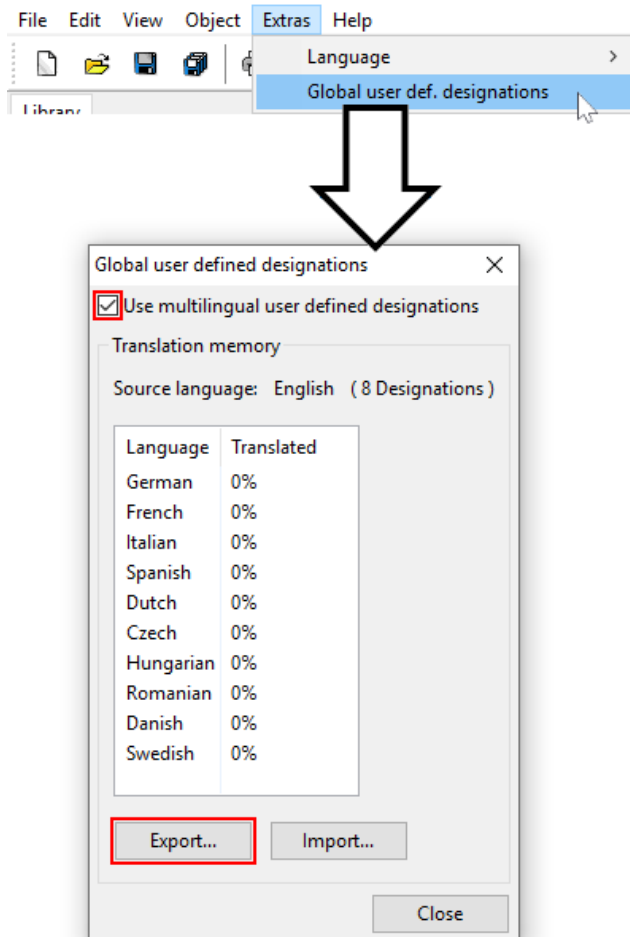 File Edit View Object Extras Help
Language
Global user def. designations
Library
Global user defined designations
Use multilingual user defined designations
Translation memory
Source language: English ( 8 Designations )
Language Translated
German 0%
French 0%
Italian 0%
Spanish 0%
Dutch 0%
Czech 0%
Hungarian 0%
Romanian 0%
Danish 0%
Swedish 0%
Export... Import...
Close